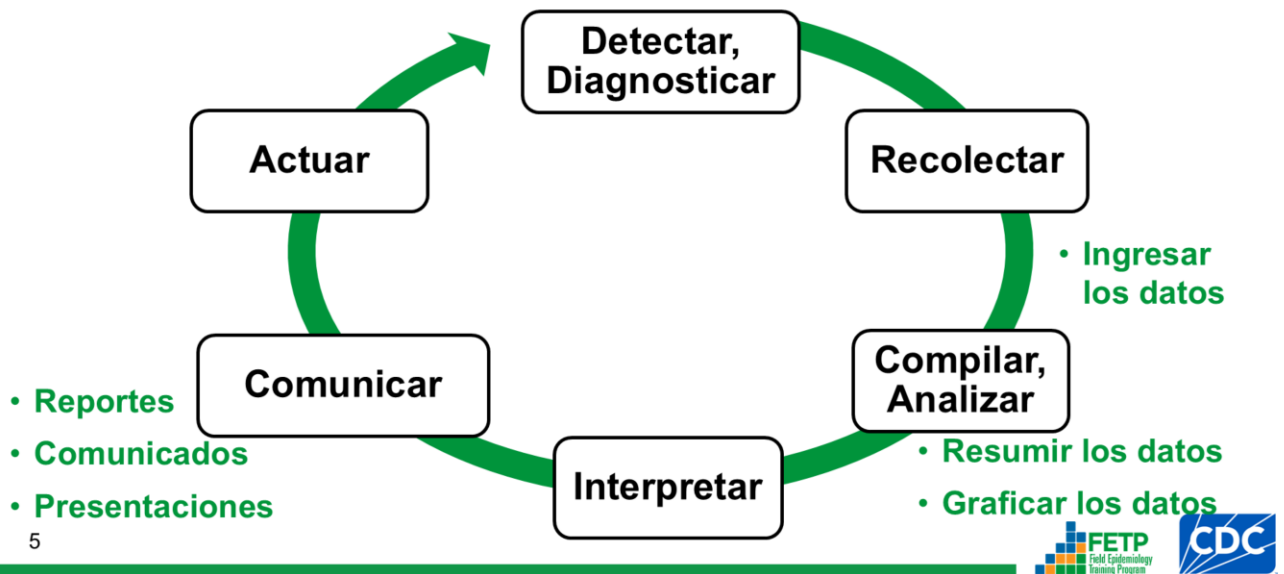 Detectar,
Diagnosticar
Recolectar
• Ingresar
los datos
Compilar,
Analizar
• Resumir los datos
• Graficar los datos
Interpretar
Comunicar
• Reportes
• Comunicados
• Presentaciones
Actuar
5
FETP
Field Epidemiology
Training Program
CDC